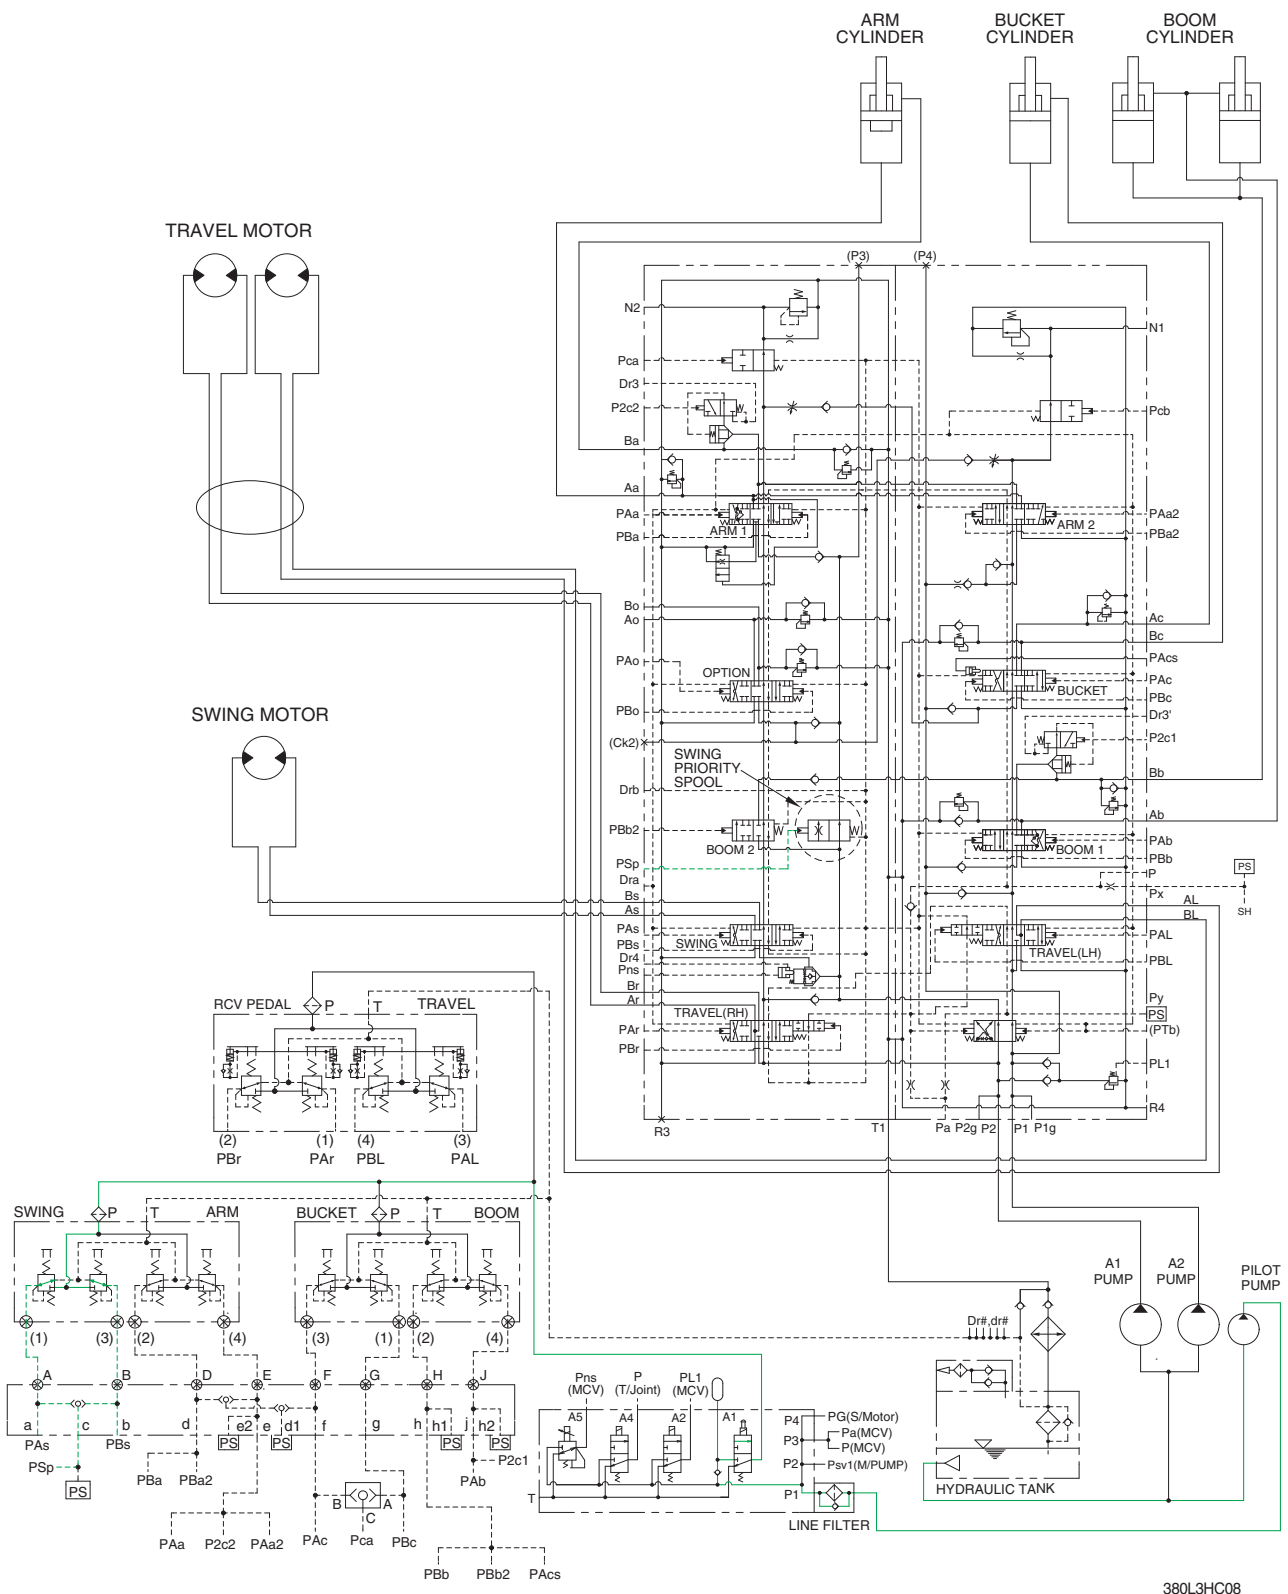 ARM
CYLINDER
BUCKET
CYLINDER
BOOM
CYLINDER
TRAVEL MOTOR
(P3)
(P4)
N2
N1
Pca
Dr3
P2c2
Pcb
Ba
Aa
PAa
ARM 1
ARM 2
PAa2
PBa
PBa2
Bo
Ao
Ac
Bc
PAo
OPTION
PAcs
PAc
BUCKET
PBo
PBc
Dr3'
SWING MOTOR
(Ck2)
P2c1
SWING
PRIORITY
SPOOL
Bb
Drb
Ab
PBb2
BOOM 2
PAb
BOOM 1
PBb
PSp
P
PS
Dra
Px
Bs
AL
SH
As
BL
PAs
PAL
PBs
SWING
TRAVEL(LH)
Dr4
PBL
Pns
Br
Ar
Py
RCV PEDAL
P
T
TRAVEL
TRAVEL(RH)
PS
PAr
(PTb)
PBr
PL1
R4
R3
T1
Pa
P2g
P2
P1
P1g
(2)
(1)
(4)
(3)
PBr
PAr
PBL
PAL
SWING
P
T
ARM
BUCKET
P
T
BOOM
A1
PUMP
A2
PUMP
PILOT
PUMP
(1)
(3)
(2)
(4)
(3)
(1)
(2)
(4)
Dr#,dr#
A
B
D
E
F
G
H
J
Pns
(MCV)
P
(T/Joint)
PL1
(MCV)
a
c
b
d
e2
e
d1
f
g
h
h1
j
h2
A5
A4
A2
A1
P4
PG(S/Motor)
PAs
PBs
PS
PS
PS
PS
P3
Pa(MCV)
P(MCV)
PSp
P2c1
P2
Psv1(M/PUMP)
PS
PBa
PBa2
PAb
T
P1
HYDRAULIC TANK
B
A
C
LINE FILTER
PAa
P2c2
PAa2
PAc
Pca
PBc
PBb
PBb2
PAcs
380L3HC08